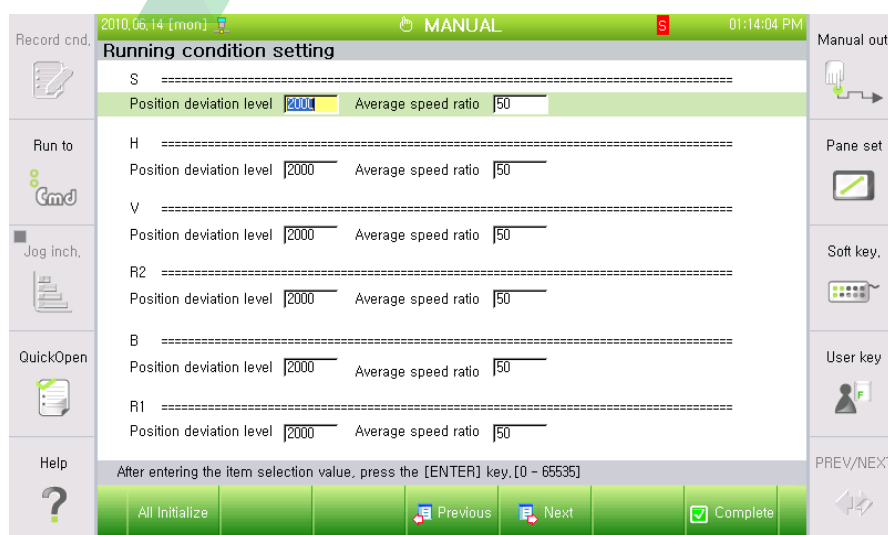 2010,06,14 [mon] MANUAL S 01:14:04 PM
Running condition setting
Record cnd,
Run to
Cmd
Jog inch,
QuickOpen
Help
?
S ======================================================================
Position deviation level 2000 Average speed ratio 50
H ======================================================================
Position deviation level 2000 Average speed ratio 50
V ======================================================================
Position deviation level 2000 Average speed ratio 50
R2 ======================================================================
Position deviation level 2000 Average speed ratio 50
B ======================================================================
Position deviation level 2000 Average speed ratio 50
R1 ======================================================================
Position deviation level 2000 Average speed ratio 50
After entering the item selection value, press the [ENTER] key,[0 - 65535]
All Initialize Previous Next Complete
Manual out
Pane set
Soft key,
User key
F
PREV/NEXT